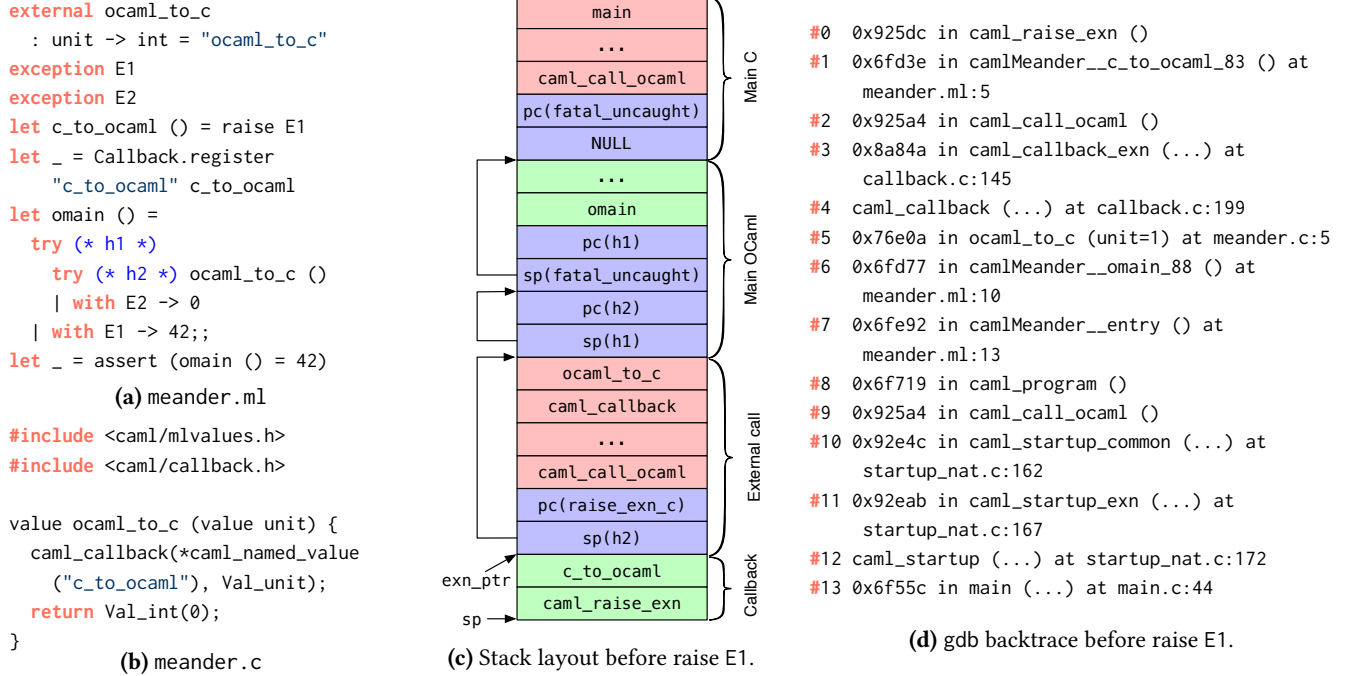 external ocaml_to_c
: unit -> int = "ocaml_to_c"
exception E1
exception E2
let c_to_ocaml () = raise E1
let _ = Callback.register
"c_to_ocaml" c_to_ocaml
let omain () =
try (* h1 *)
try (* h2 *) ocaml_to_c ()
| with E2 -> 0
| with E1 -> 42;;
let _ = assert (omain () = 42)
(a) meander.ml
#include <caml/mlvalues.h>
#include <caml/callback.h>
value ocaml_to_c (value unit) {
caml_callback(*caml_named_value
("c_to_ocaml"), Val_unit);
return Val_int(0);
}
(b) meander.c
main
...
caml_call_ocaml
pc(fatal_uncaught)
NULL
...
omain
pc(h1)
sp(fatal_uncaught)
pc(h2)
sp(h1)
ocaml_to_c
caml_callback
...
caml_call_ocaml
pc(raise_exn_c)
sp(h2)
c_to_ocaml
caml_raise_exn
exn_ptr
sp
Main C
Main OCaml
External call
Callback
(c) Stack layout before raise E1.
#0 0x925dc in caml_raise_exn ()
#1 0x6fd3e in camlMeander__c_to_ocaml_83 () at
meander.ml:5
#2 0x925a4 in caml_call_ocaml ()
#3 0x8a84a in caml_callback_exn (...) at
callback.c:145
#4 caml_callback (...) at callback.c:199
#5 0x76e0a in ocaml_to_c (unit=1) at meander.c:5
#6 0x6fd77 in camlMeander__omain_88 () at
meander.ml:10
#7 0x6fe92 in camlMeander__entry () at
meander.ml:13
#8 0x6f719 in caml_program ()
#9 0x925a4 in caml_call_ocaml ()
#10 0x92e4c in caml_startup_common (...) at
startup_nat.c:162
#11 0x92eab in caml_startup_exn (...) at
startup_nat.c:167
#12 caml_startup (...) at startup_nat.c:172
#13 0x6f55c in main (...) at main.c:44
(d) gdb backtrace before raise E1.